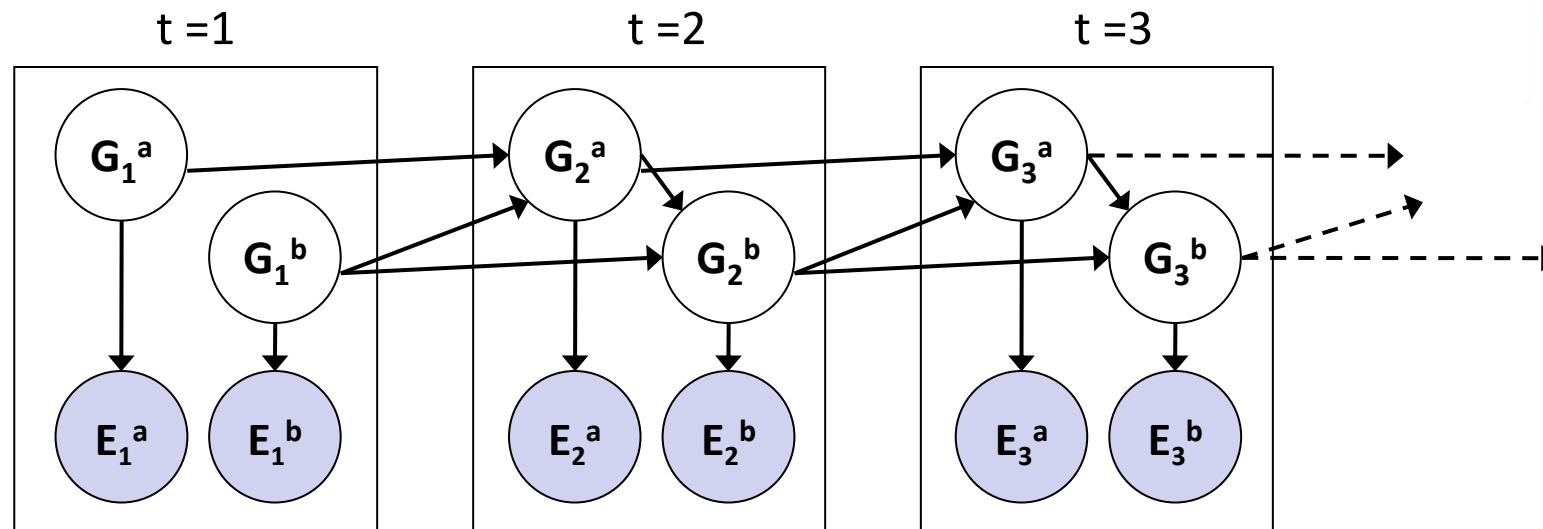 t =1
t =2
t =3
G₁ᵃ
G₂ᵃ
G₃ᵃ
G₁ᵇ
G₂ᵇ
G₃ᵇ
E₁ᵃ
E₁ᵇ
E₂ᵃ
E₂ᵇ
E₃ᵃ
E₃ᵇ